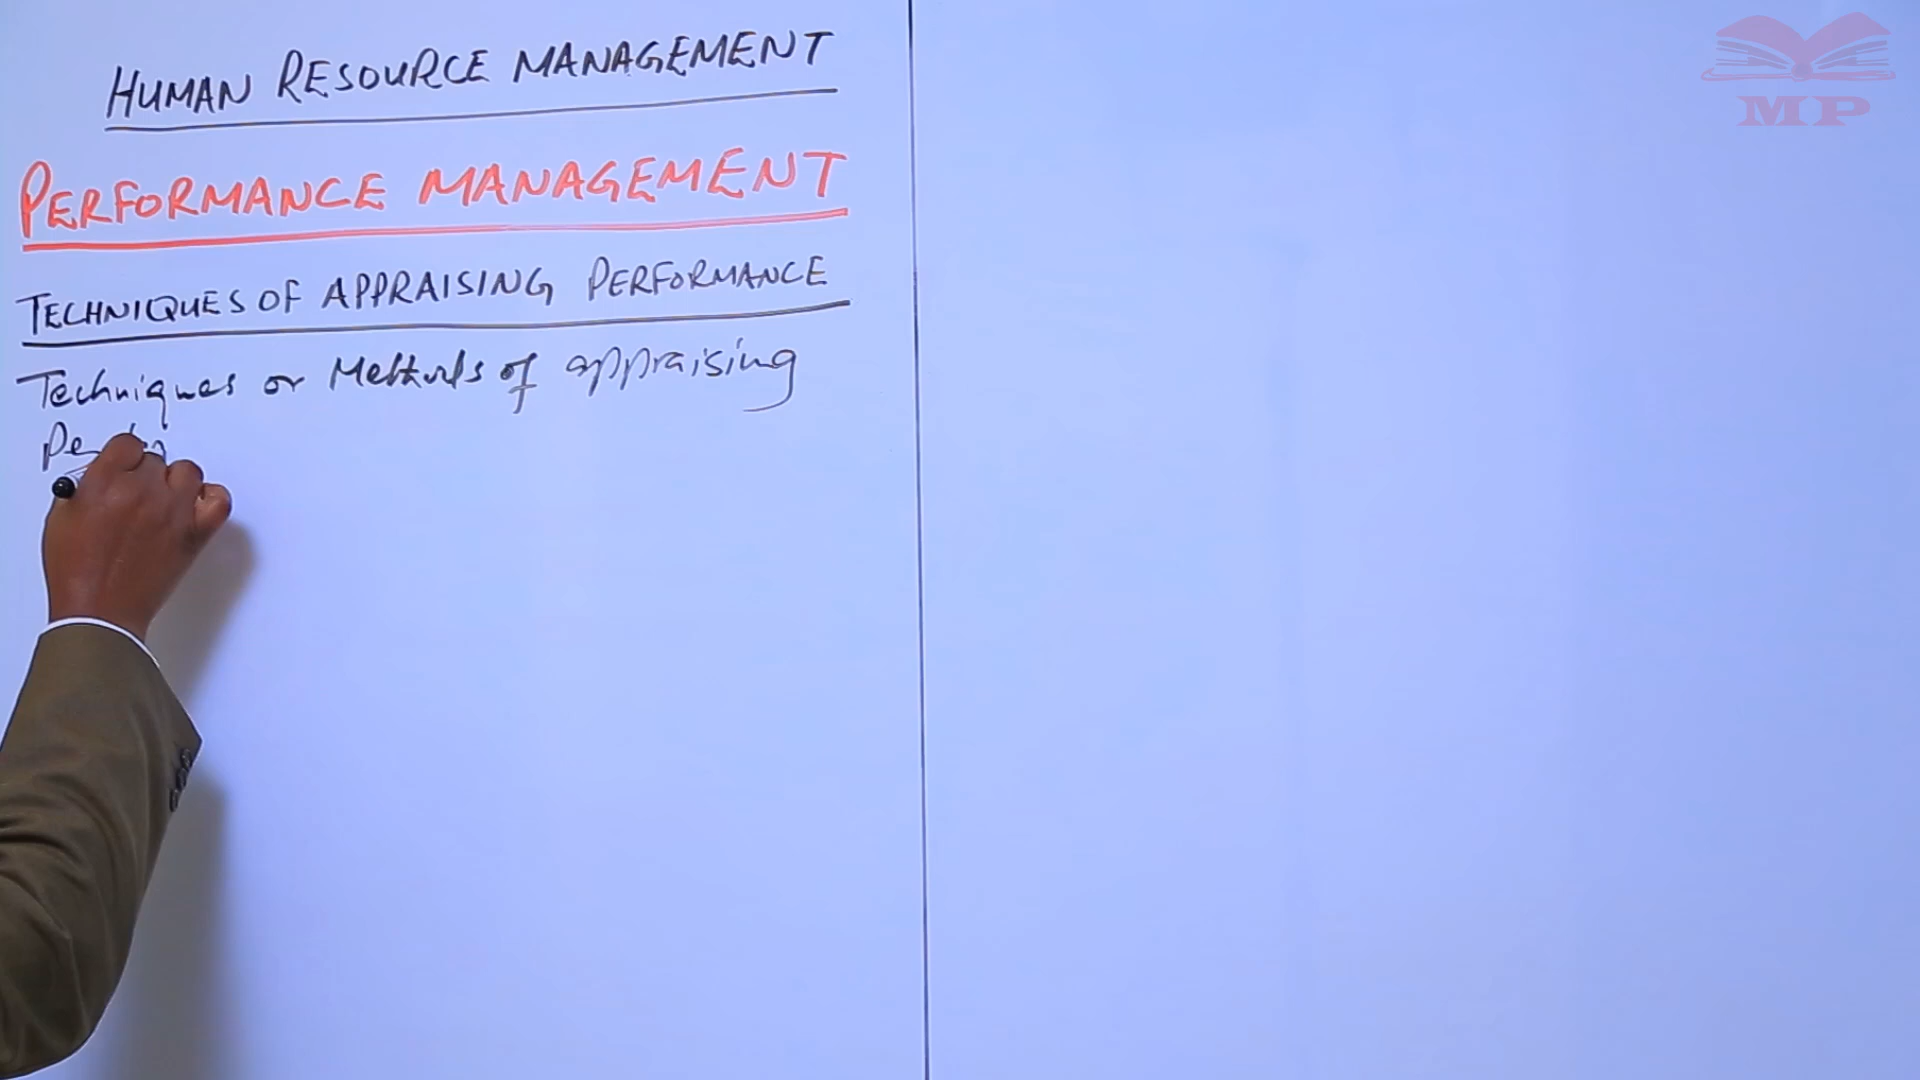 HUMAN RESOURCE MANAGEMENT
PERFORMANCE MANAGEMENT
TECHNIQUES OF APPRAISING PERFORMANCE
Techniques or Methods of appraising
MP